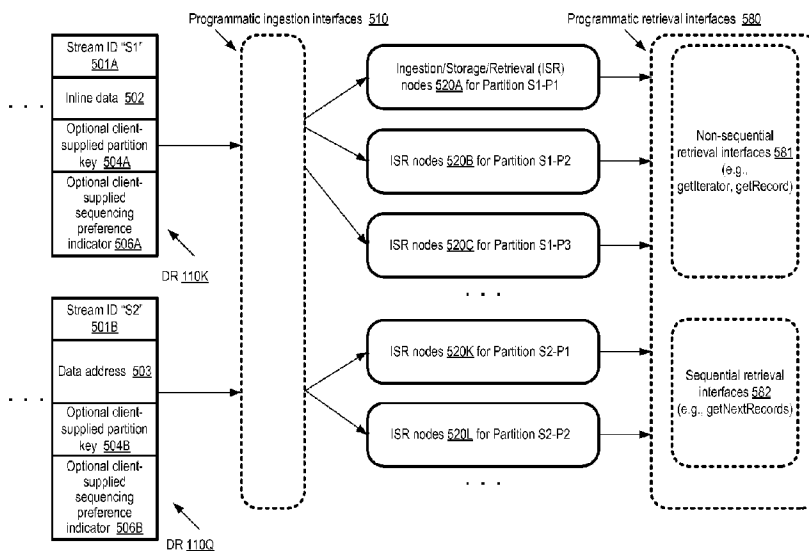 Programmatic ingestion interfaces 510
Programmatic retrieval interfaces 580
Stream ID “S1”
501A
Inline data 502
Optional client-
supplied partition
key 504A
Optional client-
supplied
sequencing
preference
indicator 506A
DR 110K
. . .
Stream ID “S2”
501B
Data address 503
Optional client-
supplied partition
key 504B
Optional client-
supplied
sequencing
preference
indicator 506B
DR 110Q
. . .
Ingestion/Storage/Retrieval (ISR)
nodes 520A for Partition S1-P1
ISR nodes 520B for Partition S1-P2
ISR nodes 520C for Partition S1-P3
. . .
ISR nodes 520K for Partition S2-P1
ISR nodes 520L for Partition S2-P2
. . .
Non-sequential
retrieval interfaces 581
(e.g.,
getIterator, getRecord)
Sequential retrieval
interfaces 582
(e.g., getNextRecords)